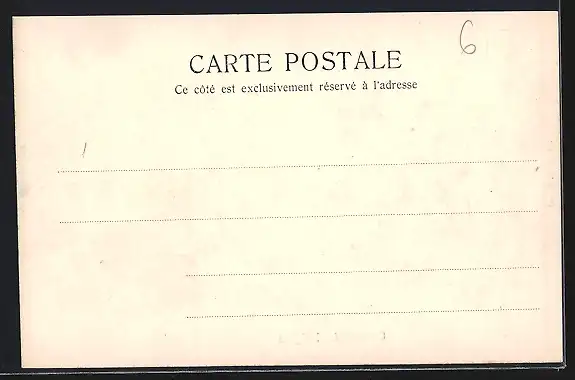 6
CARTE POSTALE
Ce côté est exclusivement réservé à l'adresse